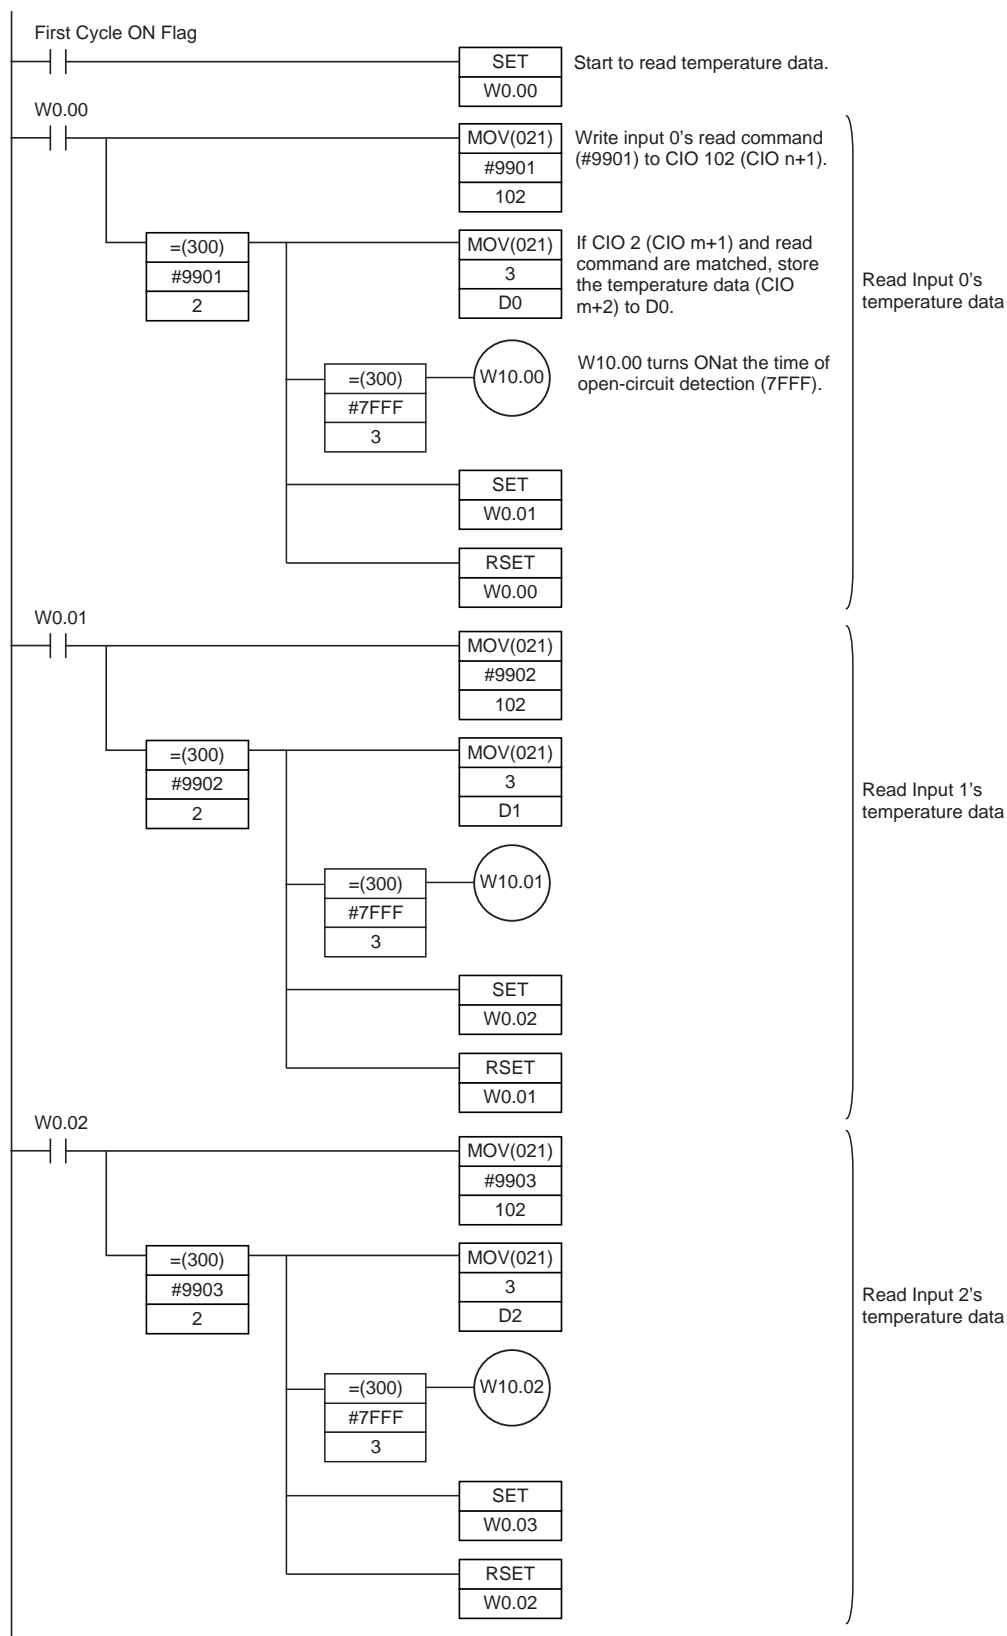 First Cycle ON Flag
SET
W0.00
Start to read temperature data.
W0.00
MOV(021)
#9901
102
Write input 0's read command
(#9901) to CIO 102 (CIO n+1).
=(300)
#9901
2
MOV(021)
3
D0
If CIO 2 (CIO m+1) and read
command are matched, store
the temperature data (CIO
m+2) to D0.
Read Input 0's
temperature data
=(300)
#7FFF
3
W10.00
W10.00 turns ONat the time of
open-circuit detection (7FFF).
SET
W0.01
RSET
W0.00
W0.01
MOV(021)
#9902
102
=(300)
#9902
2
MOV(021)
3
D1
Read Input 1's
temperature data
=(300)
#7FFF
3
W10.01
SET
W0.02
RSET
W0.01
W0.02
MOV(021)
#9903
102
=(300)
#9903
2
MOV(021)
3
D2
Read Input 2's
temperature data
=(300)
#7FFF
3
W10.02
SET
W0.03
RSET
W0.02